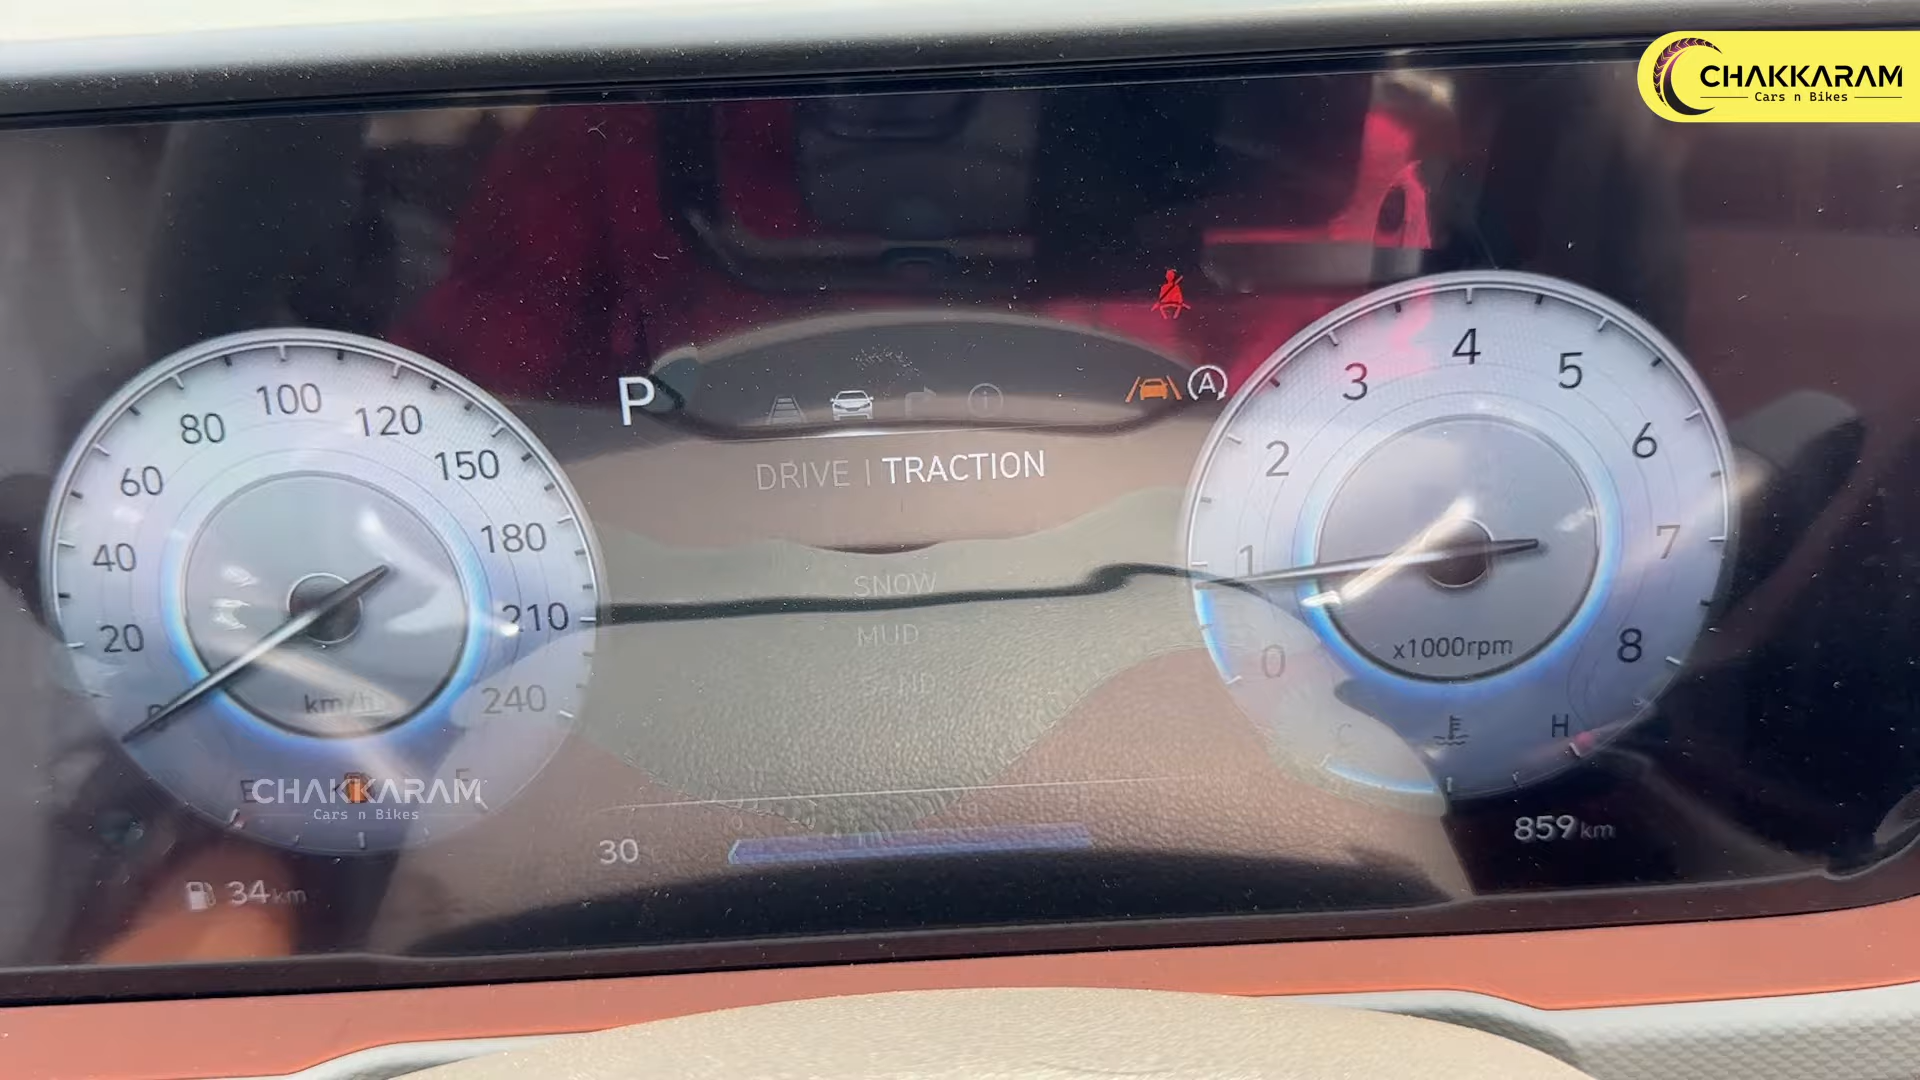 CHAKKARAM
Cars n Bikes
P
A
DRIVE | TRACTION
SNOW
MUD
20
40
60
80
100
120
150
180
210
240
km/h
E
F
CHAKKARAM
Cars n Bikes
34km
30
0
1
2
3
4
5
6
7
8
x1000rpm
C
H
859km